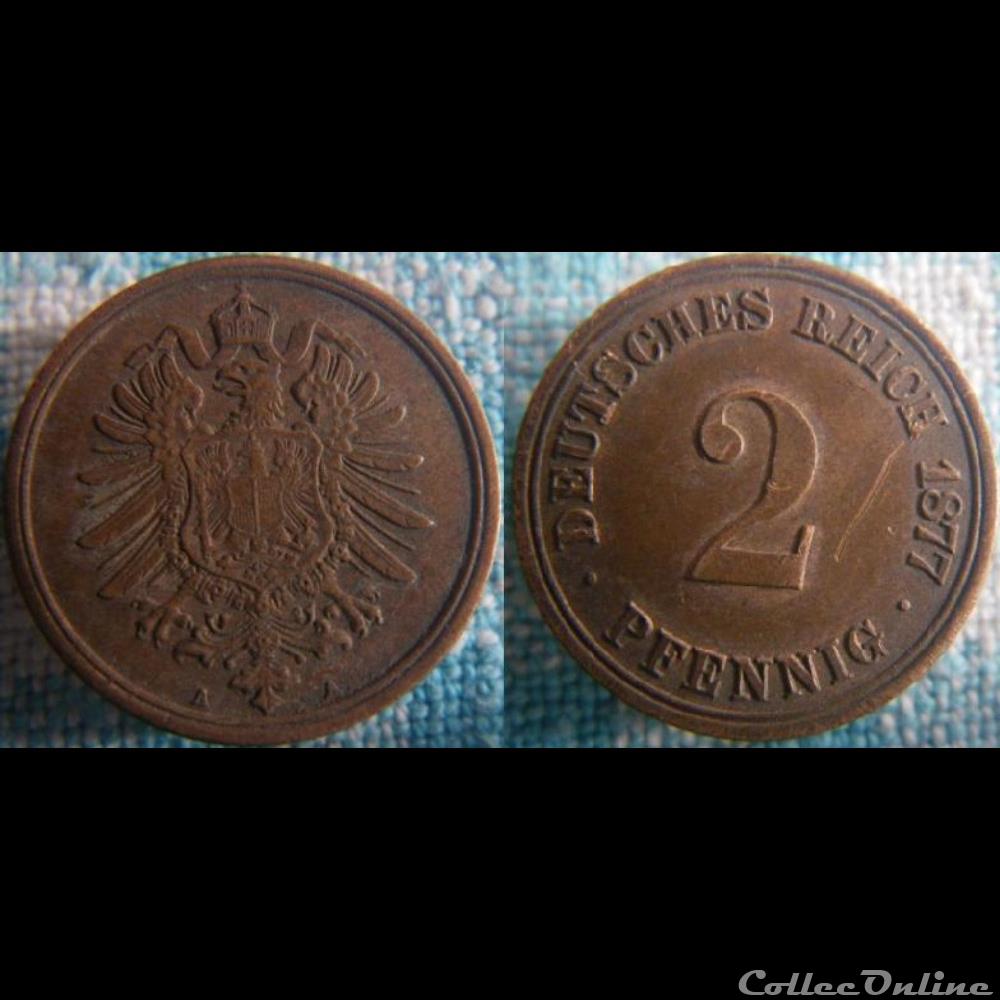 A A
DEUTSCHES REICH 1877
2
PFENNIG
CollecOnline